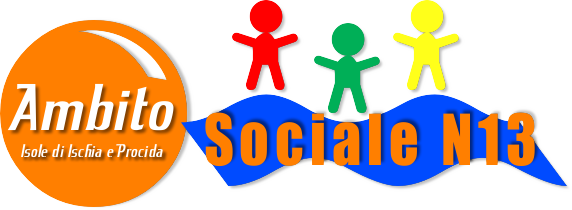 Ambito
Isole di Ischia e Procida
Sociale N13